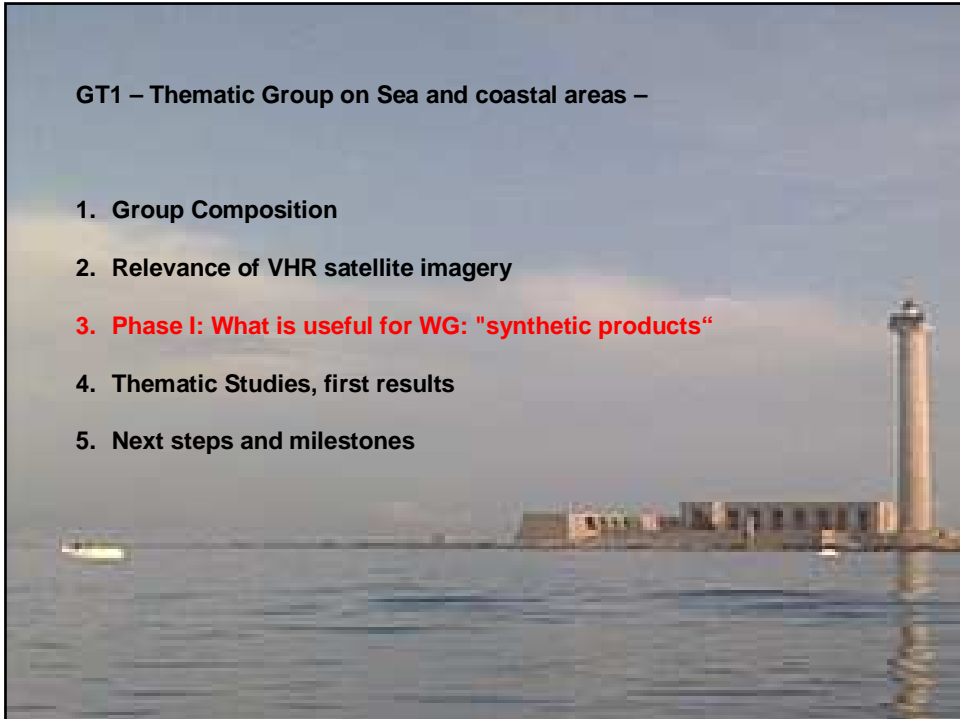 GT1 – Thematic Group on Sea and coastal areas –
1. Group Composition
2. Relevance of VHR satellite imagery
3. Phase I: What is useful for WG: "synthetic products“
4. Thematic Studies, first results
5. Next steps and milestones